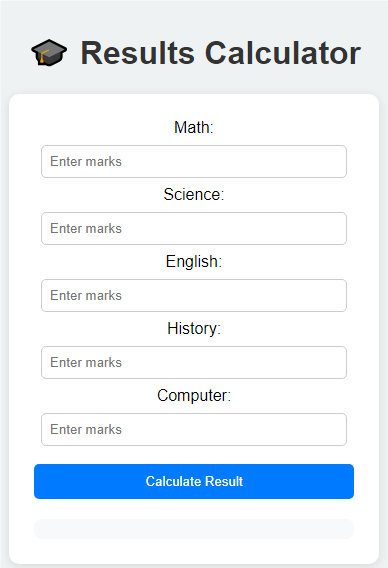 🎓 Results Calculator
Math:
Enter marks
Science:
Enter marks
English:
Enter marks
History:
Enter marks
Computer:
Enter marks
Calculate Result